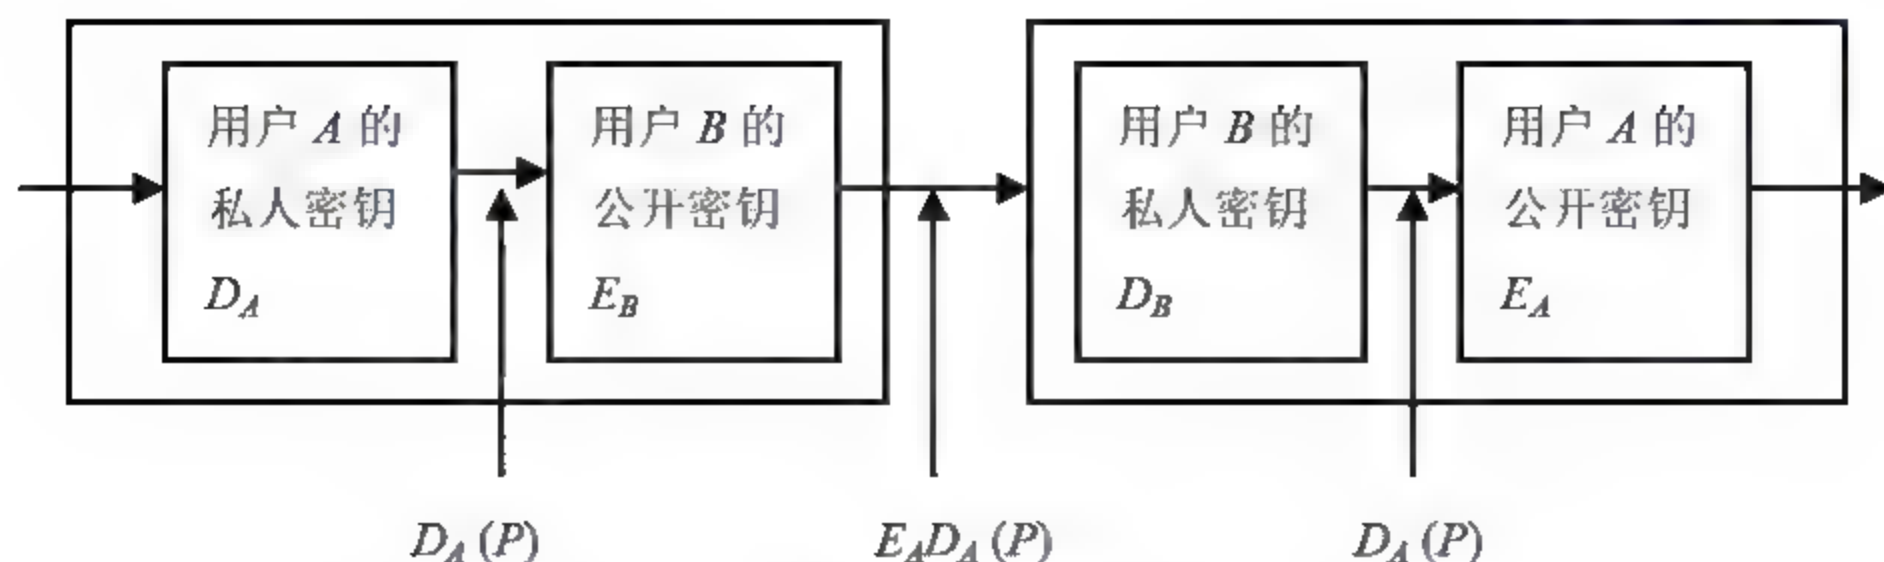 用户 A 的
私人密钥
D_A
用户 B 的
公开密钥
E_B
用户 B 的
私人密钥
D_B
用户 A 的
公开密钥
E_A
D_A (P)
E_A D_A (P)
D_A (P)